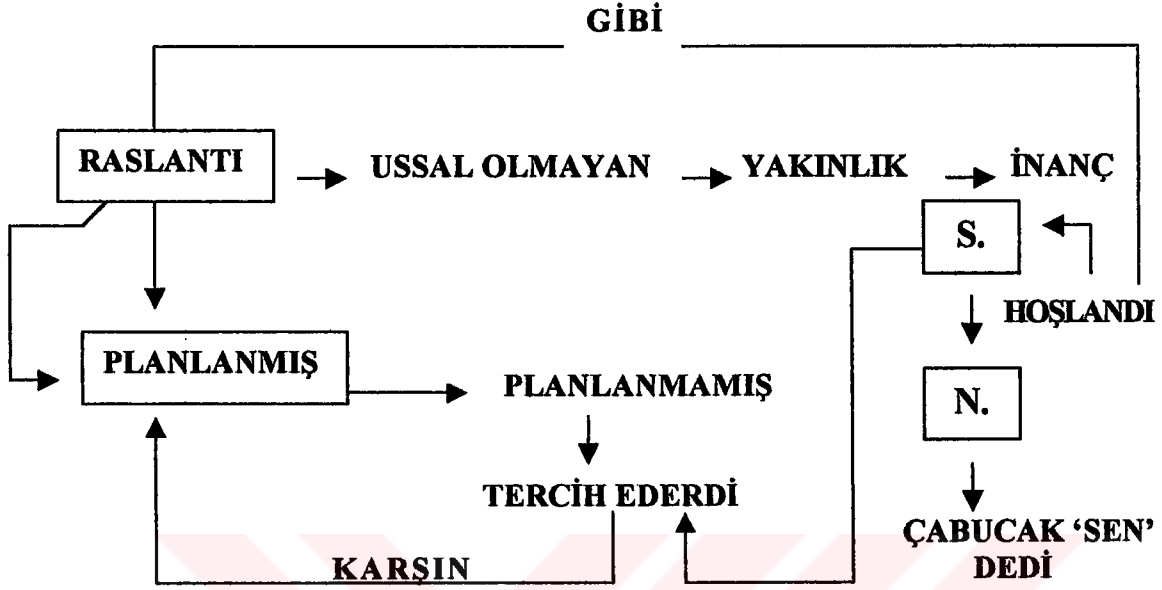 GİBİ
RASLANTI
USSAL OLMAYAN
YAKINLIK
İNANÇ
S.
HOŞLANDI
PLANLANMIŞ
PLANLANMAMIŞ
N.
TERCİH EDERDİ
ÇABUCAK ‘SEN’
DEDİ
KARŞIN